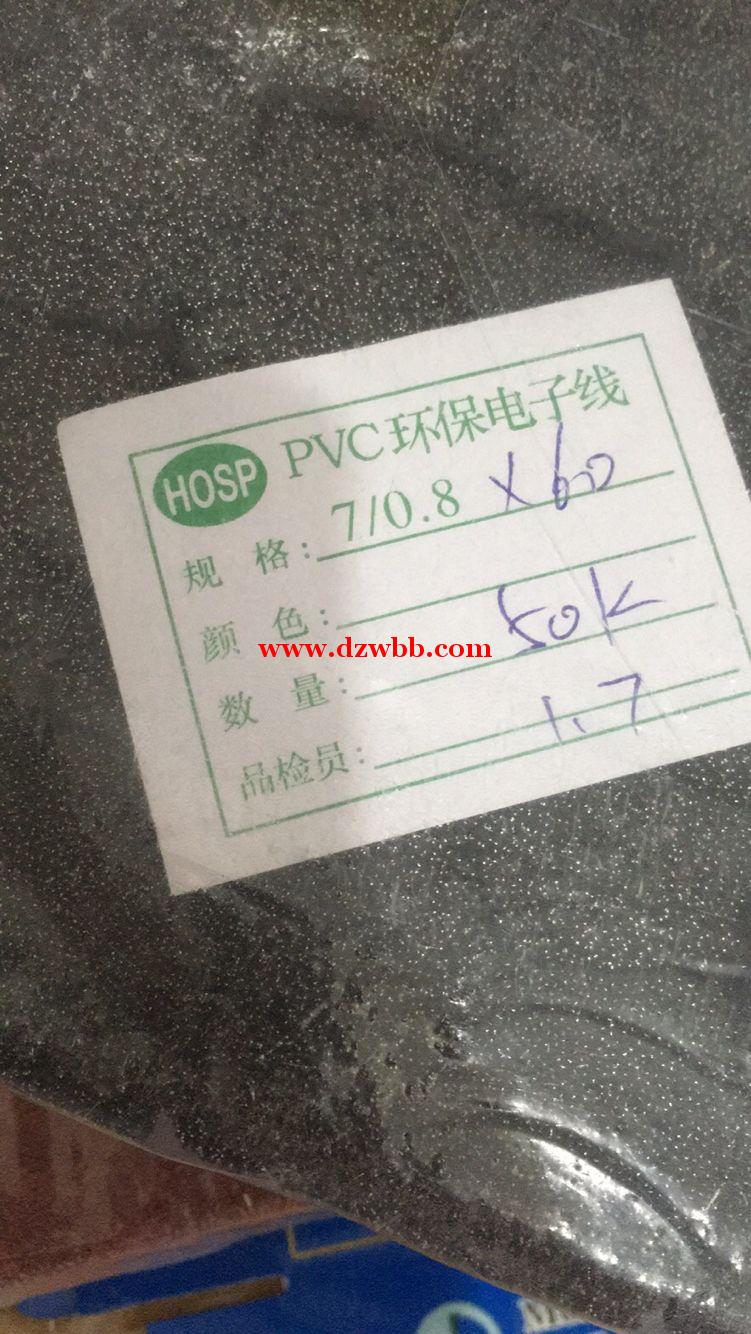 HOSP PVC环保电子线
规 格: 7/0.8 ×60
颜 色:
50K
www.dzwbb.com
数 量:
1.7
品检员: